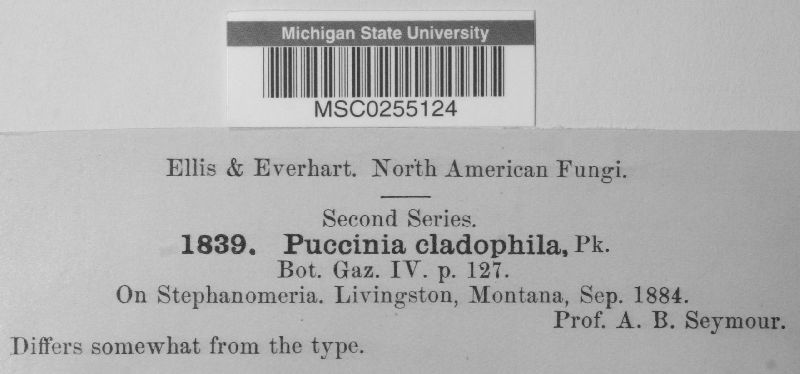 Michigan State University
MSC0255124
Ellis & Everhart. North American Fungi.
Second Series.
1839. Puccinia cladophila, Pk.
Bot. Gaz. IV. p. 127.
On Stephanomeria. Livingston, Montana, Sep. 1884.
Prof. A. B. Seymour.
Differs somewhat from the type.